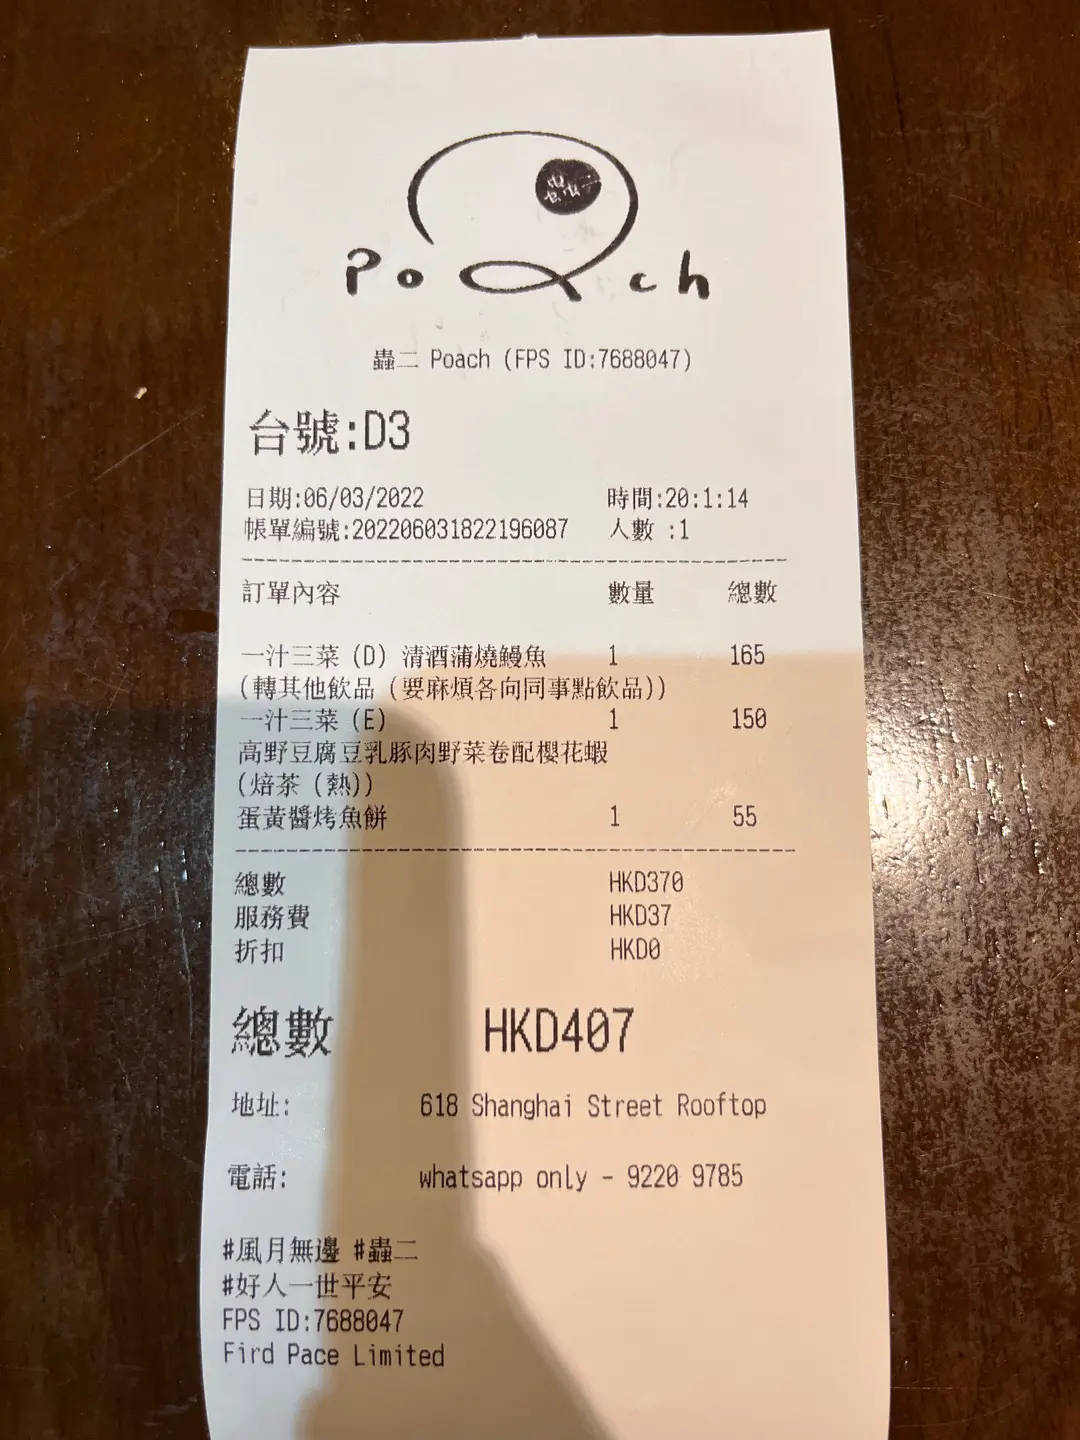 Poach
蟲二 Poach (FPS ID:7688047)
台號:D3
日期:06/03/2022 時間:20:1:14
帳單編號:202206031822196087 人數 :1
訂單內容 數量 總數
一汁三菜 (D) 清酒蒲燒鰻魚 1 165
(轉其他飲品 (要麻煩各向同事點飲品))
一汁三菜 (E) 1 150
高野豆腐豆乳豚肉野菜卷配櫻花蝦
(焙茶 (熱))
蛋黃醬烤魚餅 1 55
總數 HKD370
服務費 HKD37
折扣 HKD0
總數 HKD407
地址: 618 Shanghai Street Rooftop
電話: whatsapp only - 9220 9785
#風月無邊 #蟲二
#好人一世平安
FPS ID:7688047
Fird Pace Limited